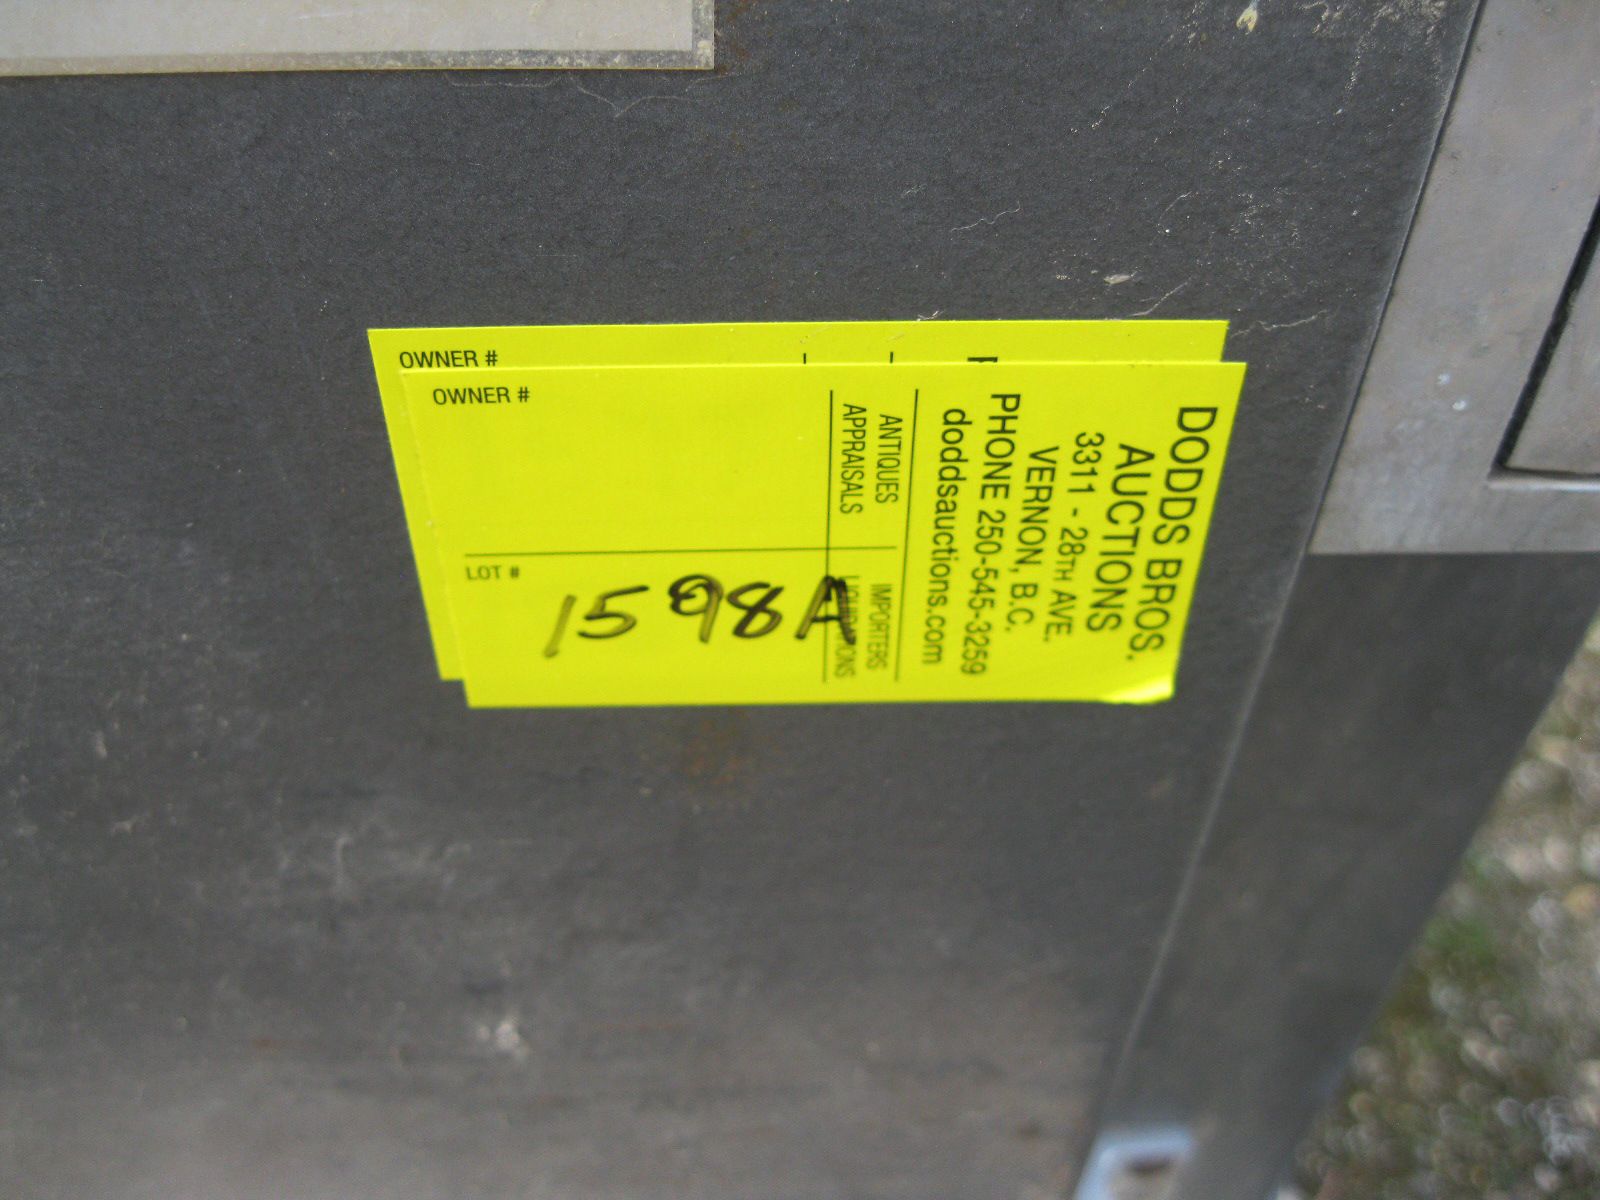 OWNER #
OWNER #
DODDS BROS.
AUCTIONS
3311 - 28TH AVE.
VERNON, B.C.
PHONE 250-545-3259
doddsauctions.com
ANTIQUES IMPORTERS
APPRAISALS LIQUIDATIONS
LOT #
1598A